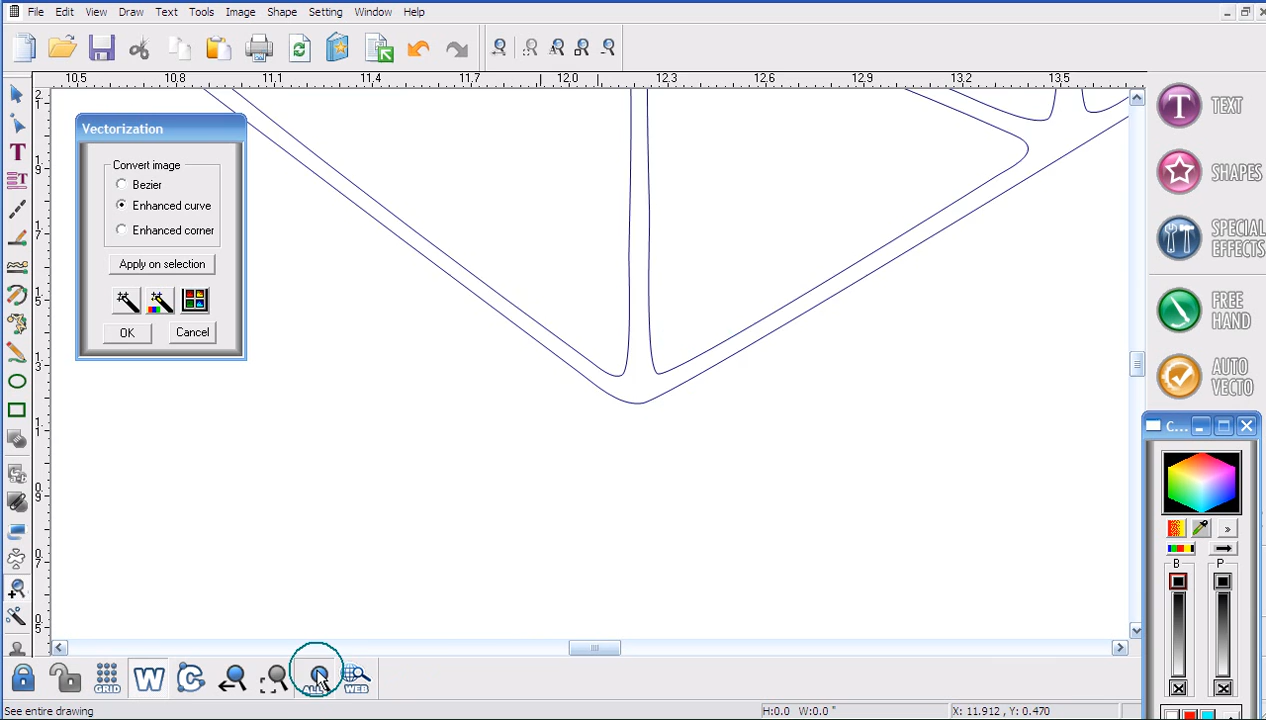 File Edit View Draw Text Tools Image Shape Setting Window Help
10.5 10.8 11.1 11.4 11.7 12.0 12.3 12.6 12.9 13.2 13.5
Vectorization
Convert image
Bezier
Enhanced curve
Enhanced corner
Apply on selection
OK Cancel
TEXT
SHAPES
SPECIAL
EFFECTS
FREE
HAND
AUTO
VECTO
C...
B P
GRID W C ALL WEB
See entire drawing
H:0.0 W:0.0 "
X: 11.912 , Y: 0.470